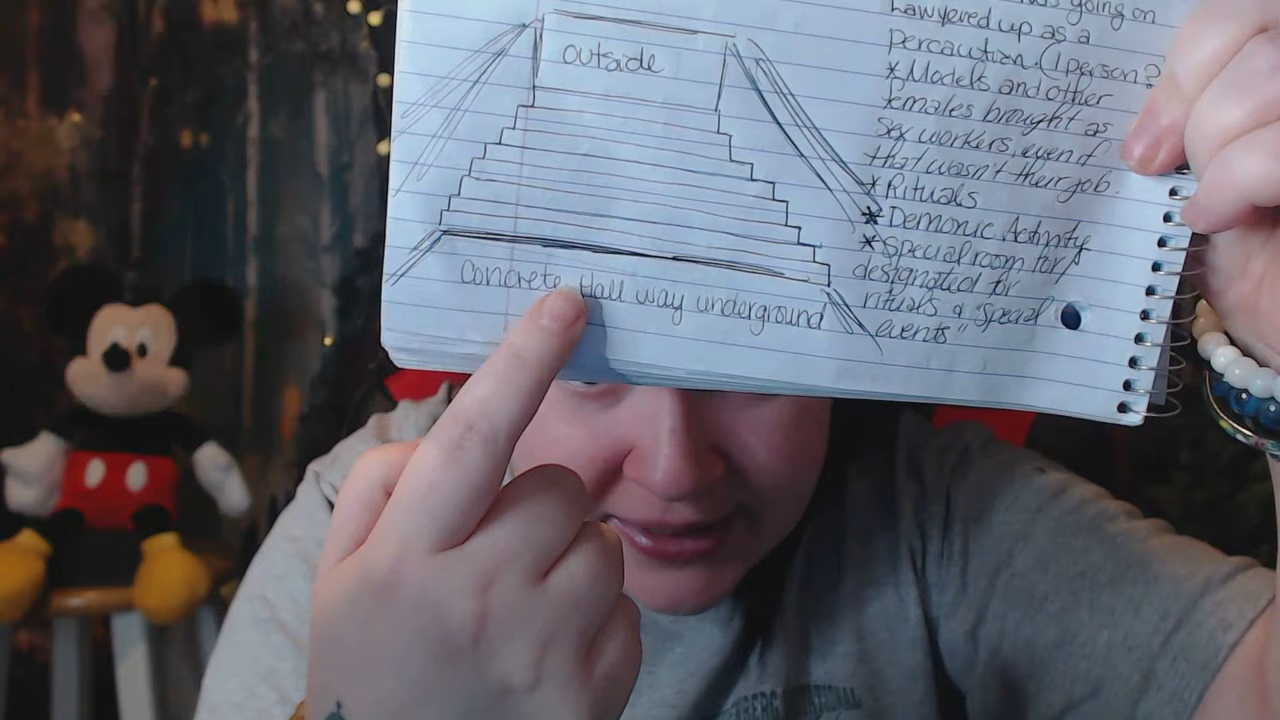 outside
Concrete Hall way underground
going on
Lawyered up as a
percaution. (1 person?
*Models and other
females brought as
sex workers, even if
that wasn't their job.
*Rituals
*Demonic Activity
*Special room for/
designated for
rituals & "special
events"